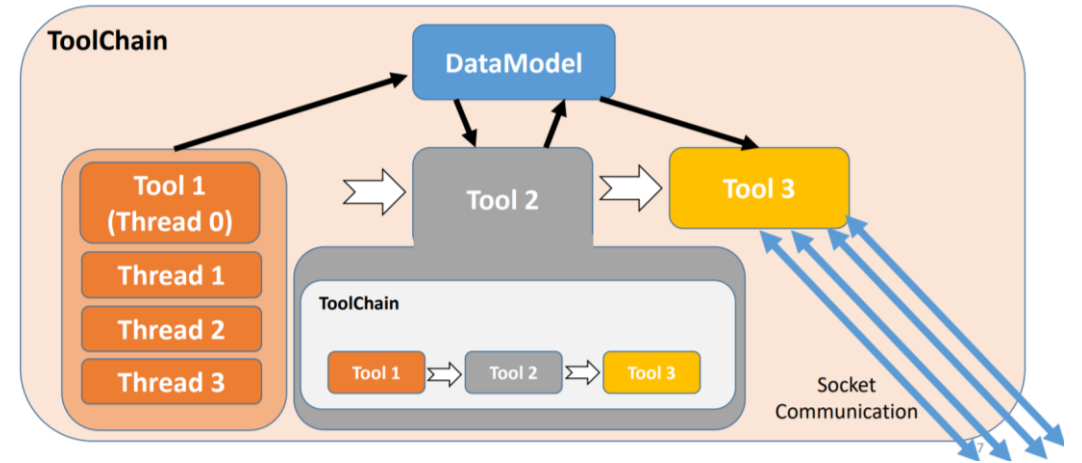 ToolChain
DataModel
Tool 1
(Thread 0)
Thread 1
Thread 2
Thread 3
Tool 2
Tool 3
ToolChain
Tool 1
Tool 2
Tool 3
Socket
Communication
7